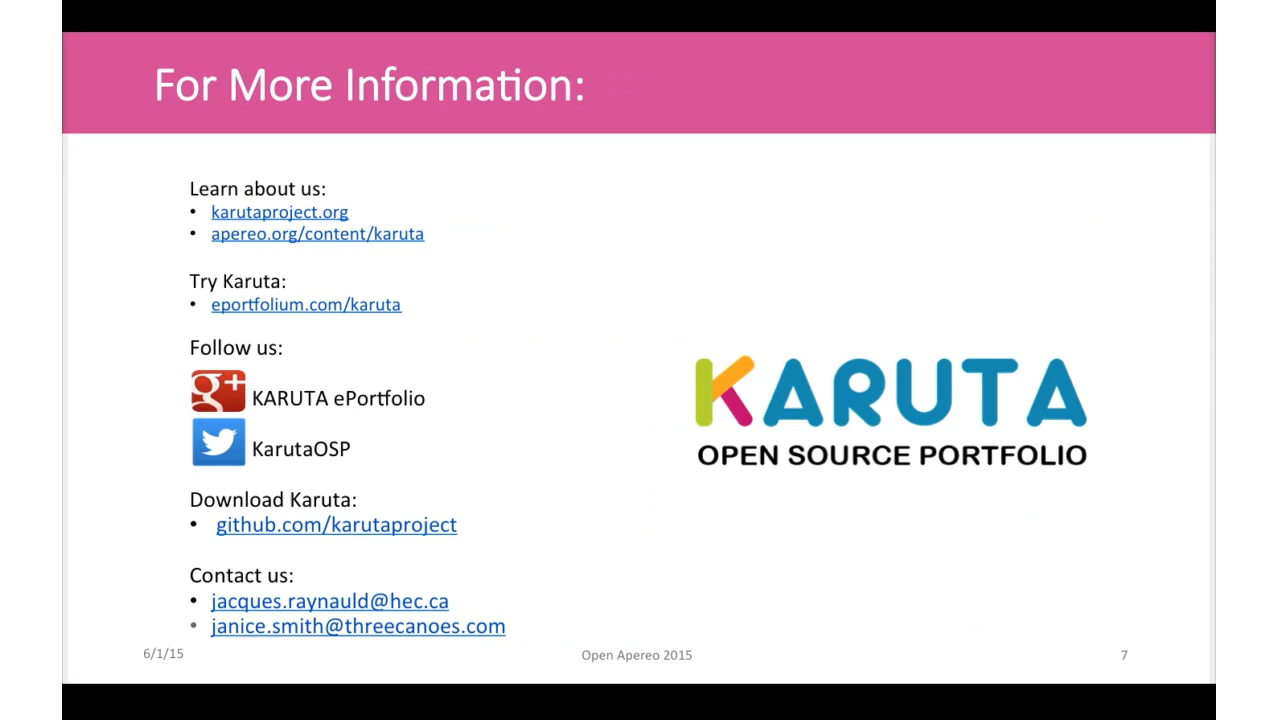 For More Information:
Learn about us:
• karutaproject.org
• apereo.org/content/karuta
Try Karuta:
• eportfolium.com/karuta
Follow us:
g+ KARUTA ePortfolio
KarutaOSP
Download Karuta:
• github.com/karutaproject
Contact us:
• jacques.raynauld@hec.ca
• janice.smith@threecanoes.com
KARUTA
OPEN SOURCE PORTFOLIO
6/1/15
Open Apereo 2015
7